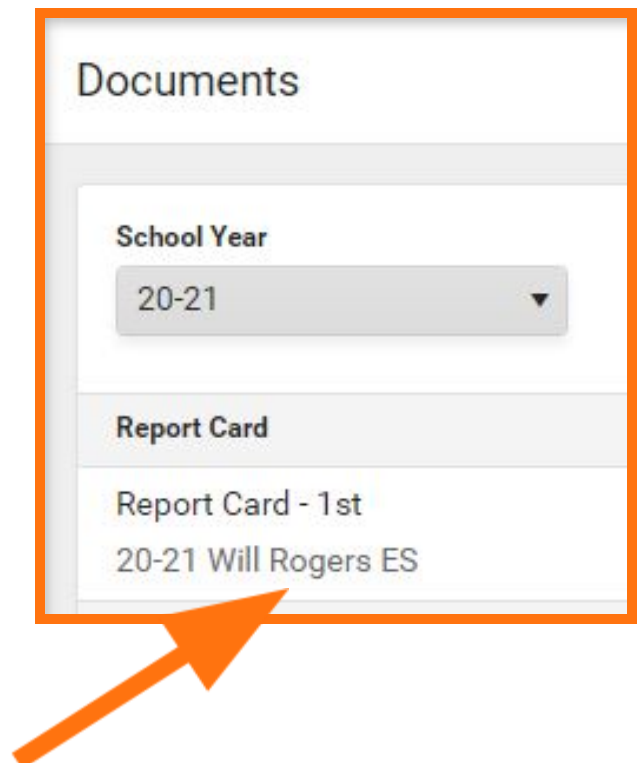 Documents
School Year
20-21
Report Card
Report Card - 1st
20-21 Will Rogers ES